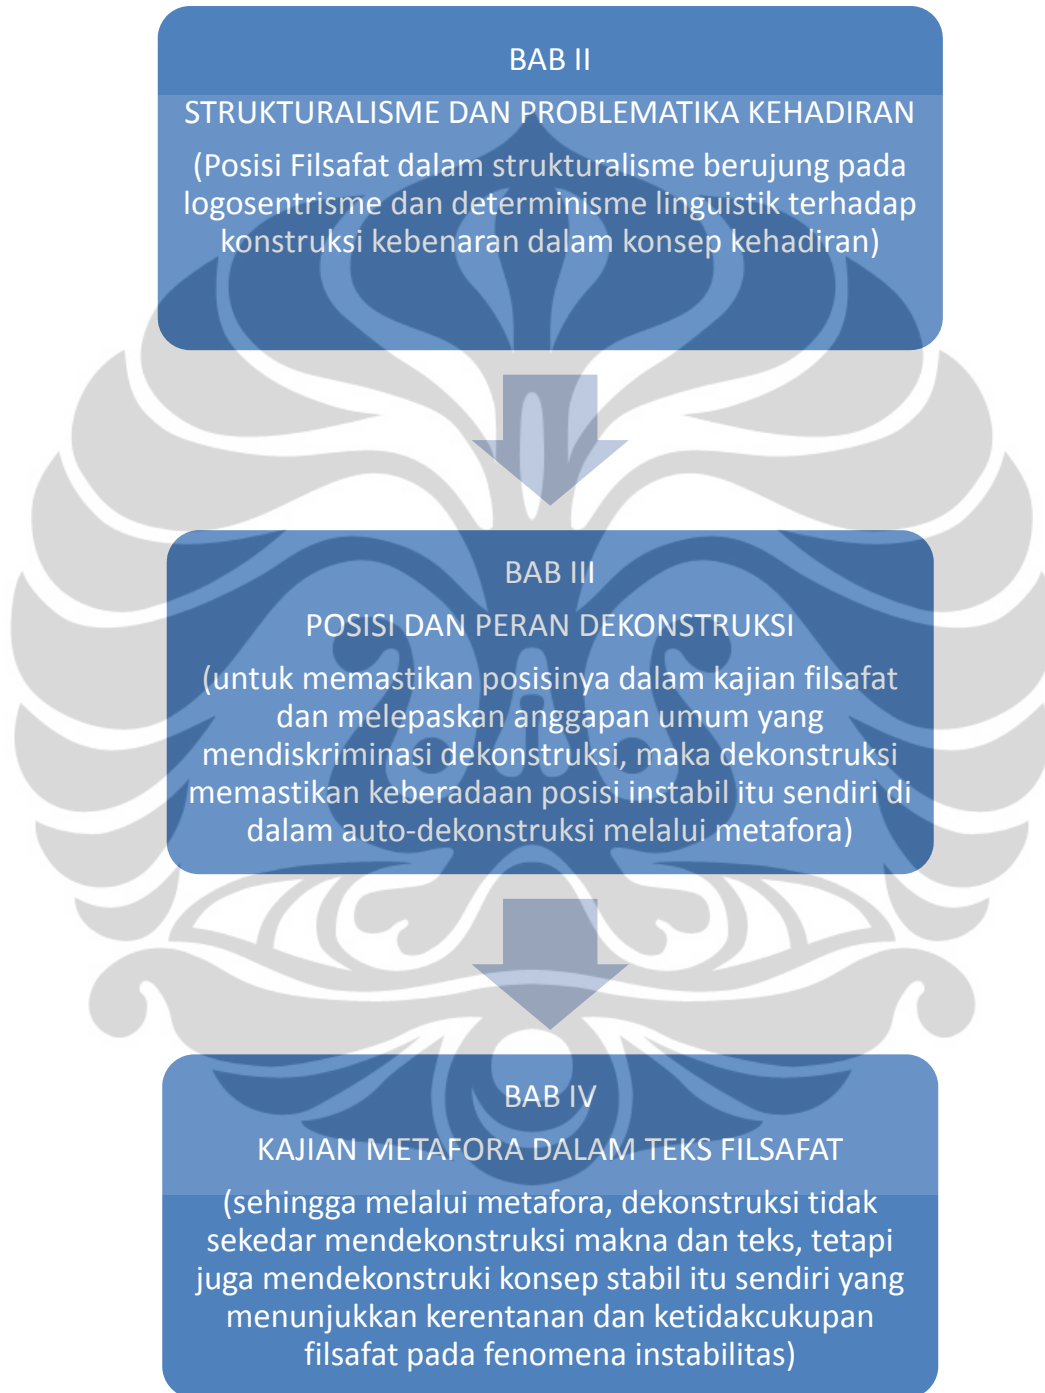 BAB II
STRUKTURALISME DAN PROBLEMATIKA KEHADIRAN
(Posisi Filsafat dalam strukturalisme berujung pada
logosentrisme dan determinisme linguistik terhadap
konstruksi kebenaran dalam konsep kehadiran)
BAB III
POSISI DAN PERAN DEKONSTRUKSI
(untuk memastikan posisinya dalam kajian filsafat
dan melepaskan anggapan umum yang
mendiskriminasi dekonstruksi, maka dekonstruksi
memastikan keberadaan posisi instabil itu sendiri di
dalam auto-dekonstruksi melalui metafora)
BAB IV
KAJIAN METAFORA DALAM TEKS FILSAFAT
(sehingga melalui metafora, dekonstruksi tidak
sekedar mendekonstruksi makna dan teks, tetapi
juga mendekonstruki konsep stabil itu sendiri yang
menunjukkan kerentanan dan ketidakcukupan
filsafat pada fenomena instabilitas)